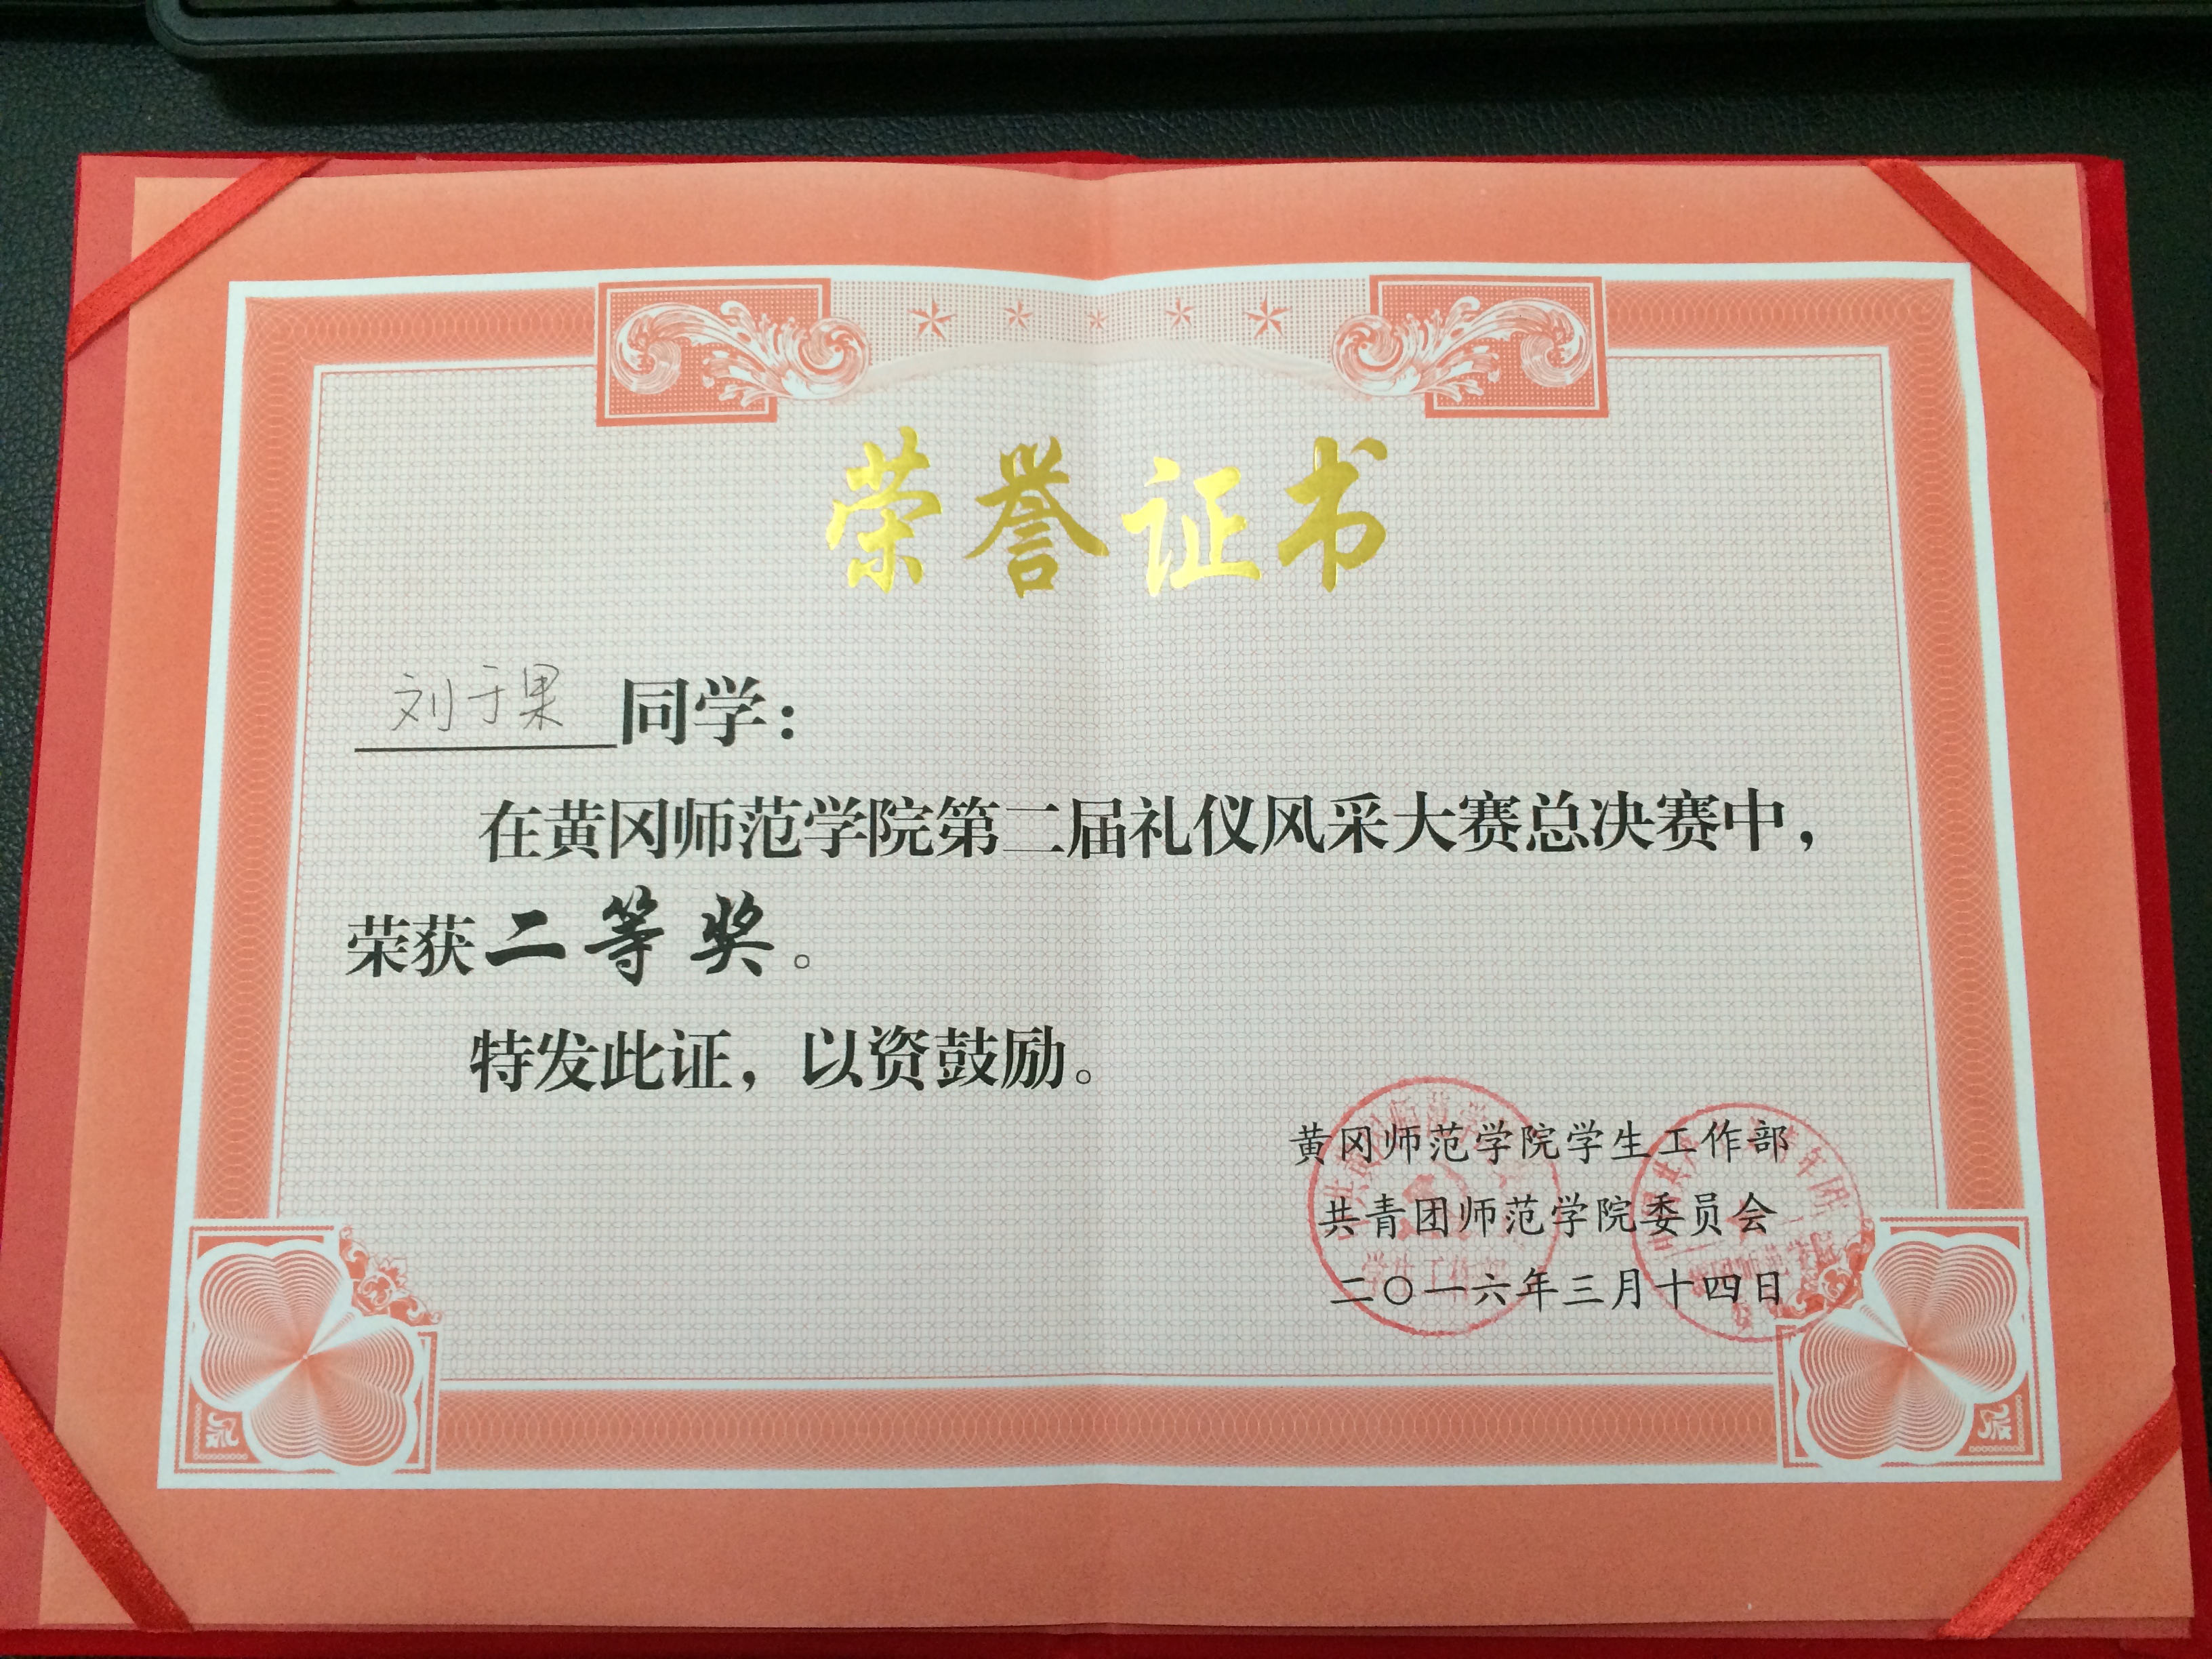 荣誉证书
刘于果同学：
在黄冈师范学院第二届礼仪风采大赛总决赛中，
荣获二等奖。
特发此证，以资鼓励。
黄冈师范学院学生工作部
共青团师范学院委员会
二〇一六年三月十四日